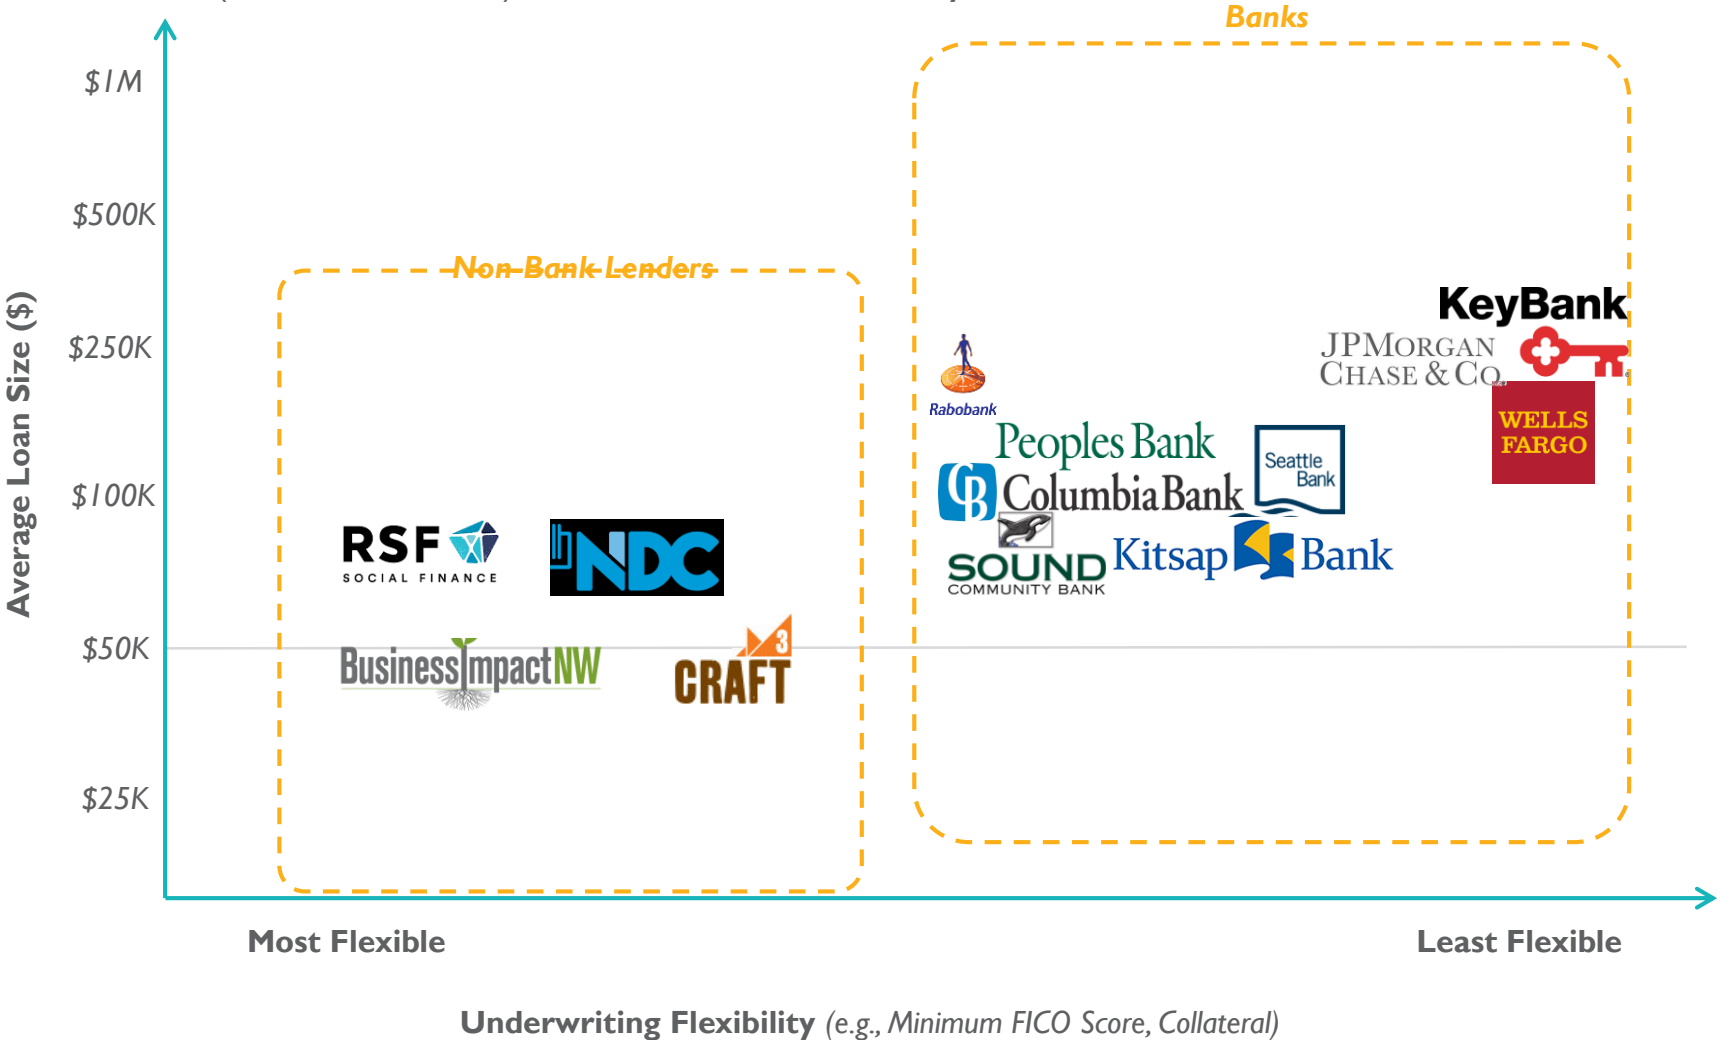 Banks
$1M
$500K
Non-Bank Lenders
$250K
$100K
$50K
$25K
Average Loan Size ($)
KeyBank
JPMORGAN
CHASE & CO.
Rabobank
WELLS
FARGO
Peoples Bank
Seattle
Bank
CB
ColumbiaBank
RSF
SOCIAL FINANCE
NDC
SOUND
COMMUNITY BANK
Kitsap Bank
BusinessImpactNW
3
CRAFT
Most Flexible
Least Flexible
Underwriting Flexibility (e.g., Minimum FICO Score, Collateral)